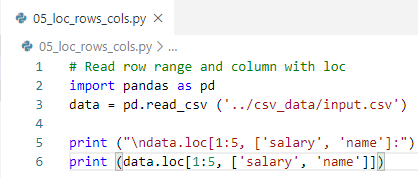 05_loc_rows_cols.py ×
05_loc_rows_cols.py > ...
1 # Read row range and column with loc
2 import pandas as pd
3 data = pd.read_csv ('../csv_data/input.csv')
4
5 print ("\ndata.loc[1:5, ['salary', 'name']:")
6 print (data.loc[1:5, ['salary', 'name']])